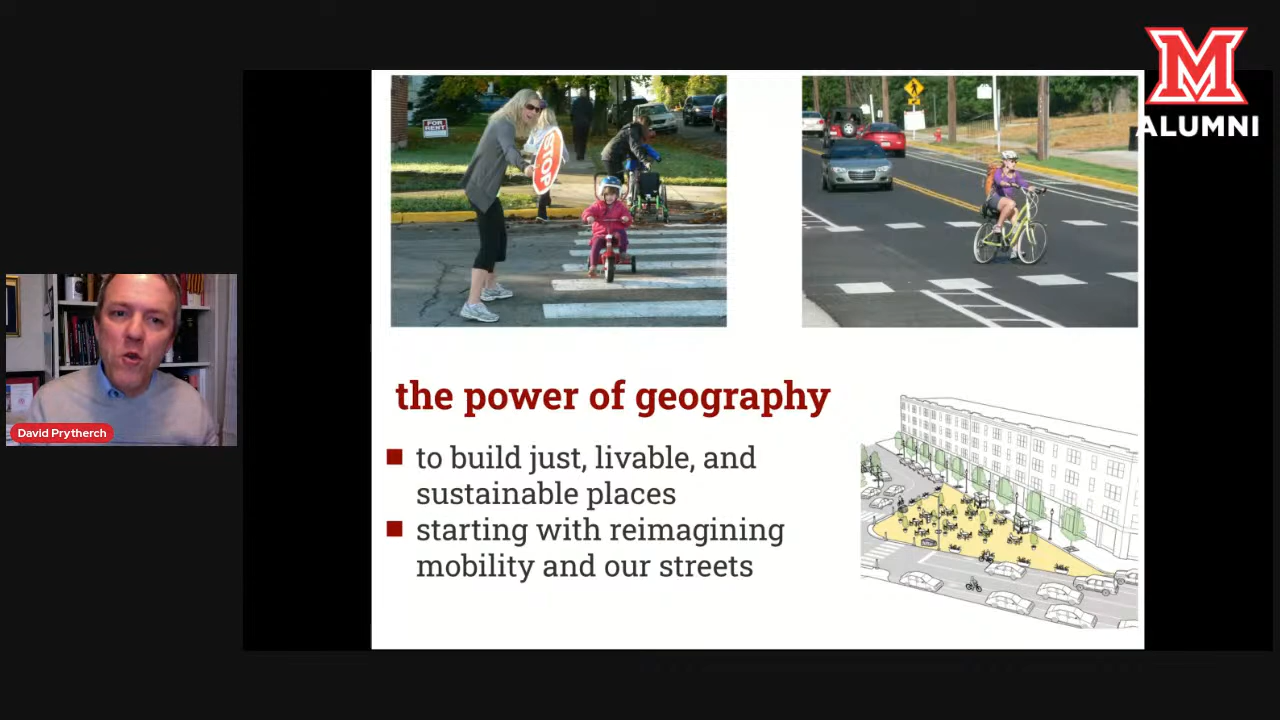 M
ALUMNI
FOR
RENT
STOP
the power of geography
to build just, livable, and
sustainable places
starting with reimagining
mobility and our streets
David Prytherch